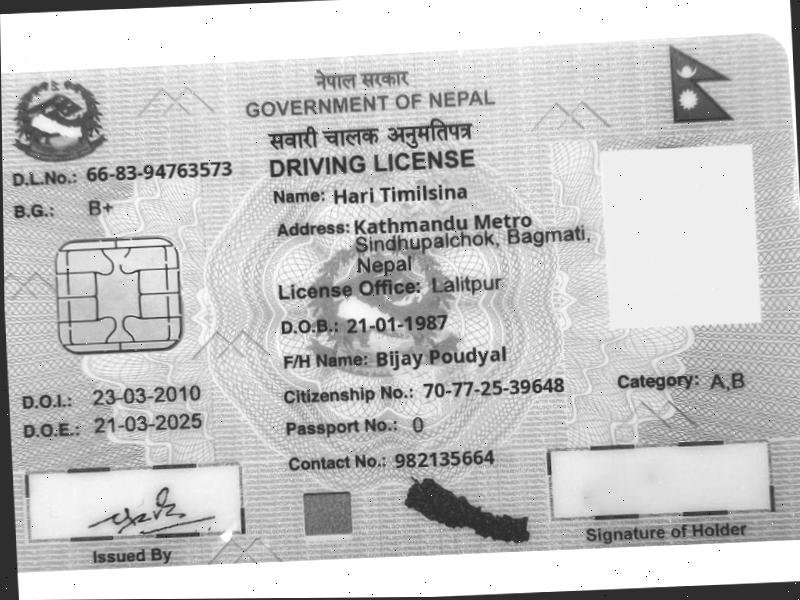 नेपाल सरकार
GOVERNMENT OF NEPAL
सवारी चालक अनुमतिपत्र
DRIVING LICENSE
D.L.No.: 66-83-94763573
B.G.: B+
Name: Hari Timilsina
Address: Kathmandu Metro
Sindhupalchok, Bagmati,
Nepal
License Office: Lalitpur
D.O.B.: 21-01-1987
F/H Name: Bijay Poudyal
D.O.I.: 23-03-2010
Citizenship No.: 70-77-25-39648
Category: A,B
D.O.E.: 21-03-2025
Passport No.: 0
Contact No.: 982135664
Issued By
Signature of Holder